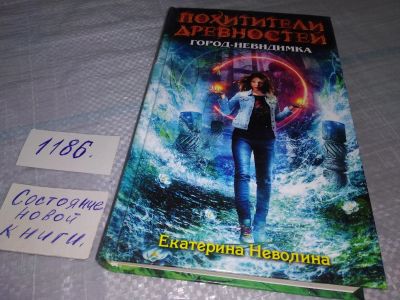 ПОХИТИТЕЛИ
ДРЕВНОСТЕЙ
ГОРОД-НЕВИДИМКА
Екатерина Неволина
1186.
Состояние
новой
книги.